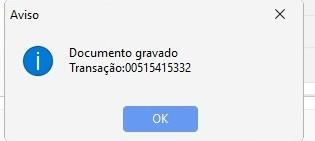 Aviso
Documento gravado
Transação:00515415332
OK